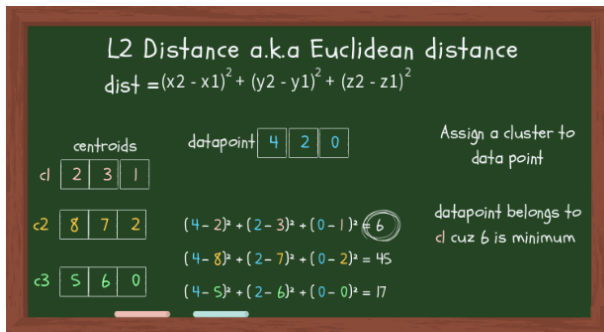 L2 Distance a.k.a Euclidean distance
dist = (x2 - x1)² + (y2 - y1)² + (z2 - z1)²
centroids
c1 2 3 1
c2 8 7 2
c3 5 6 0
datapoint 4 2 0
(4-2)² + (2-3)² + (0-1)² = 6
(4-8)² + (2-7)² + (0-2)² = 45
(4-5)² + (2-6)² + (0-0)² = 17
Assign a cluster to
data point
datapoint belongs to
c1 cuz 6 is minimum